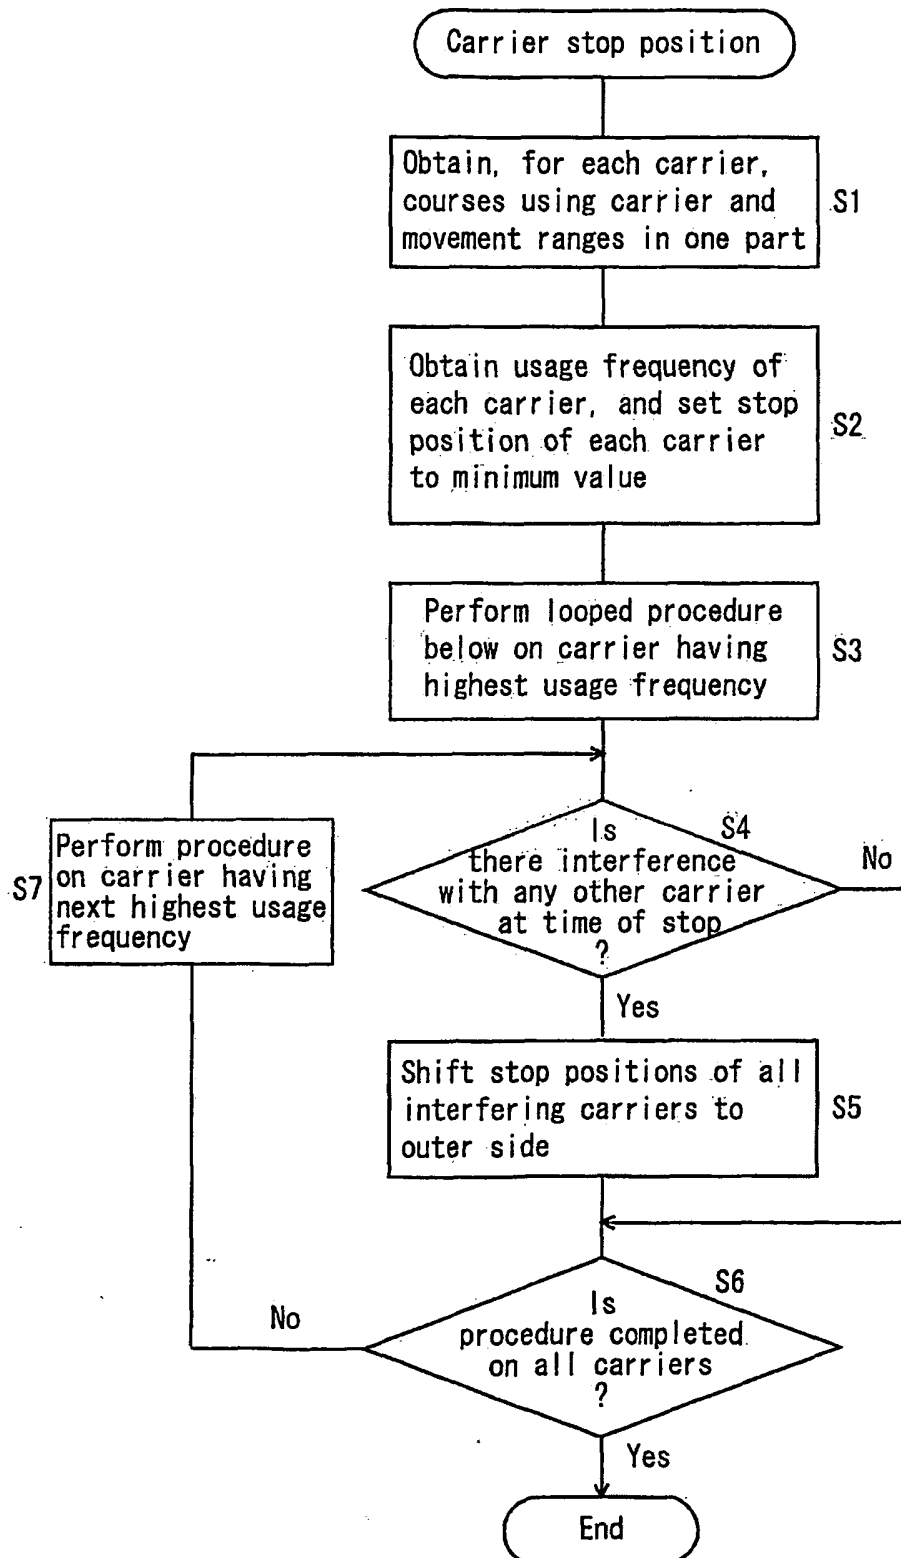 Carrier stop position
Obtain, for each carrier,
courses using carrier and
movement ranges in one part
S1
Obtain usage frequency of
each carrier, and set stop
position of each carrier
to minimum value
S2
Perform looped procedure
below on carrier having
highest usage frequency
S3
Is
there interference
with any other carrier
at time of stop
?
S4
No
Perform procedure
on carrier having
next highest usage
frequency
S7
Yes
Shift stop positions of all
interfering carriers to
outer side
S5
Is
procedure completed
on all carriers
?
S6
No
Yes
End